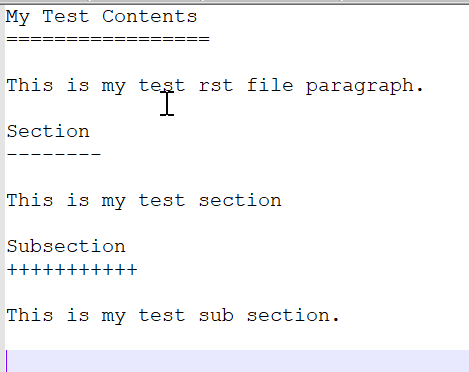 My Test Contents
=================
This is my test rst file paragraph.
Section
--------
This is my test section
Subsection
+++++++++++
This is my test sub section.